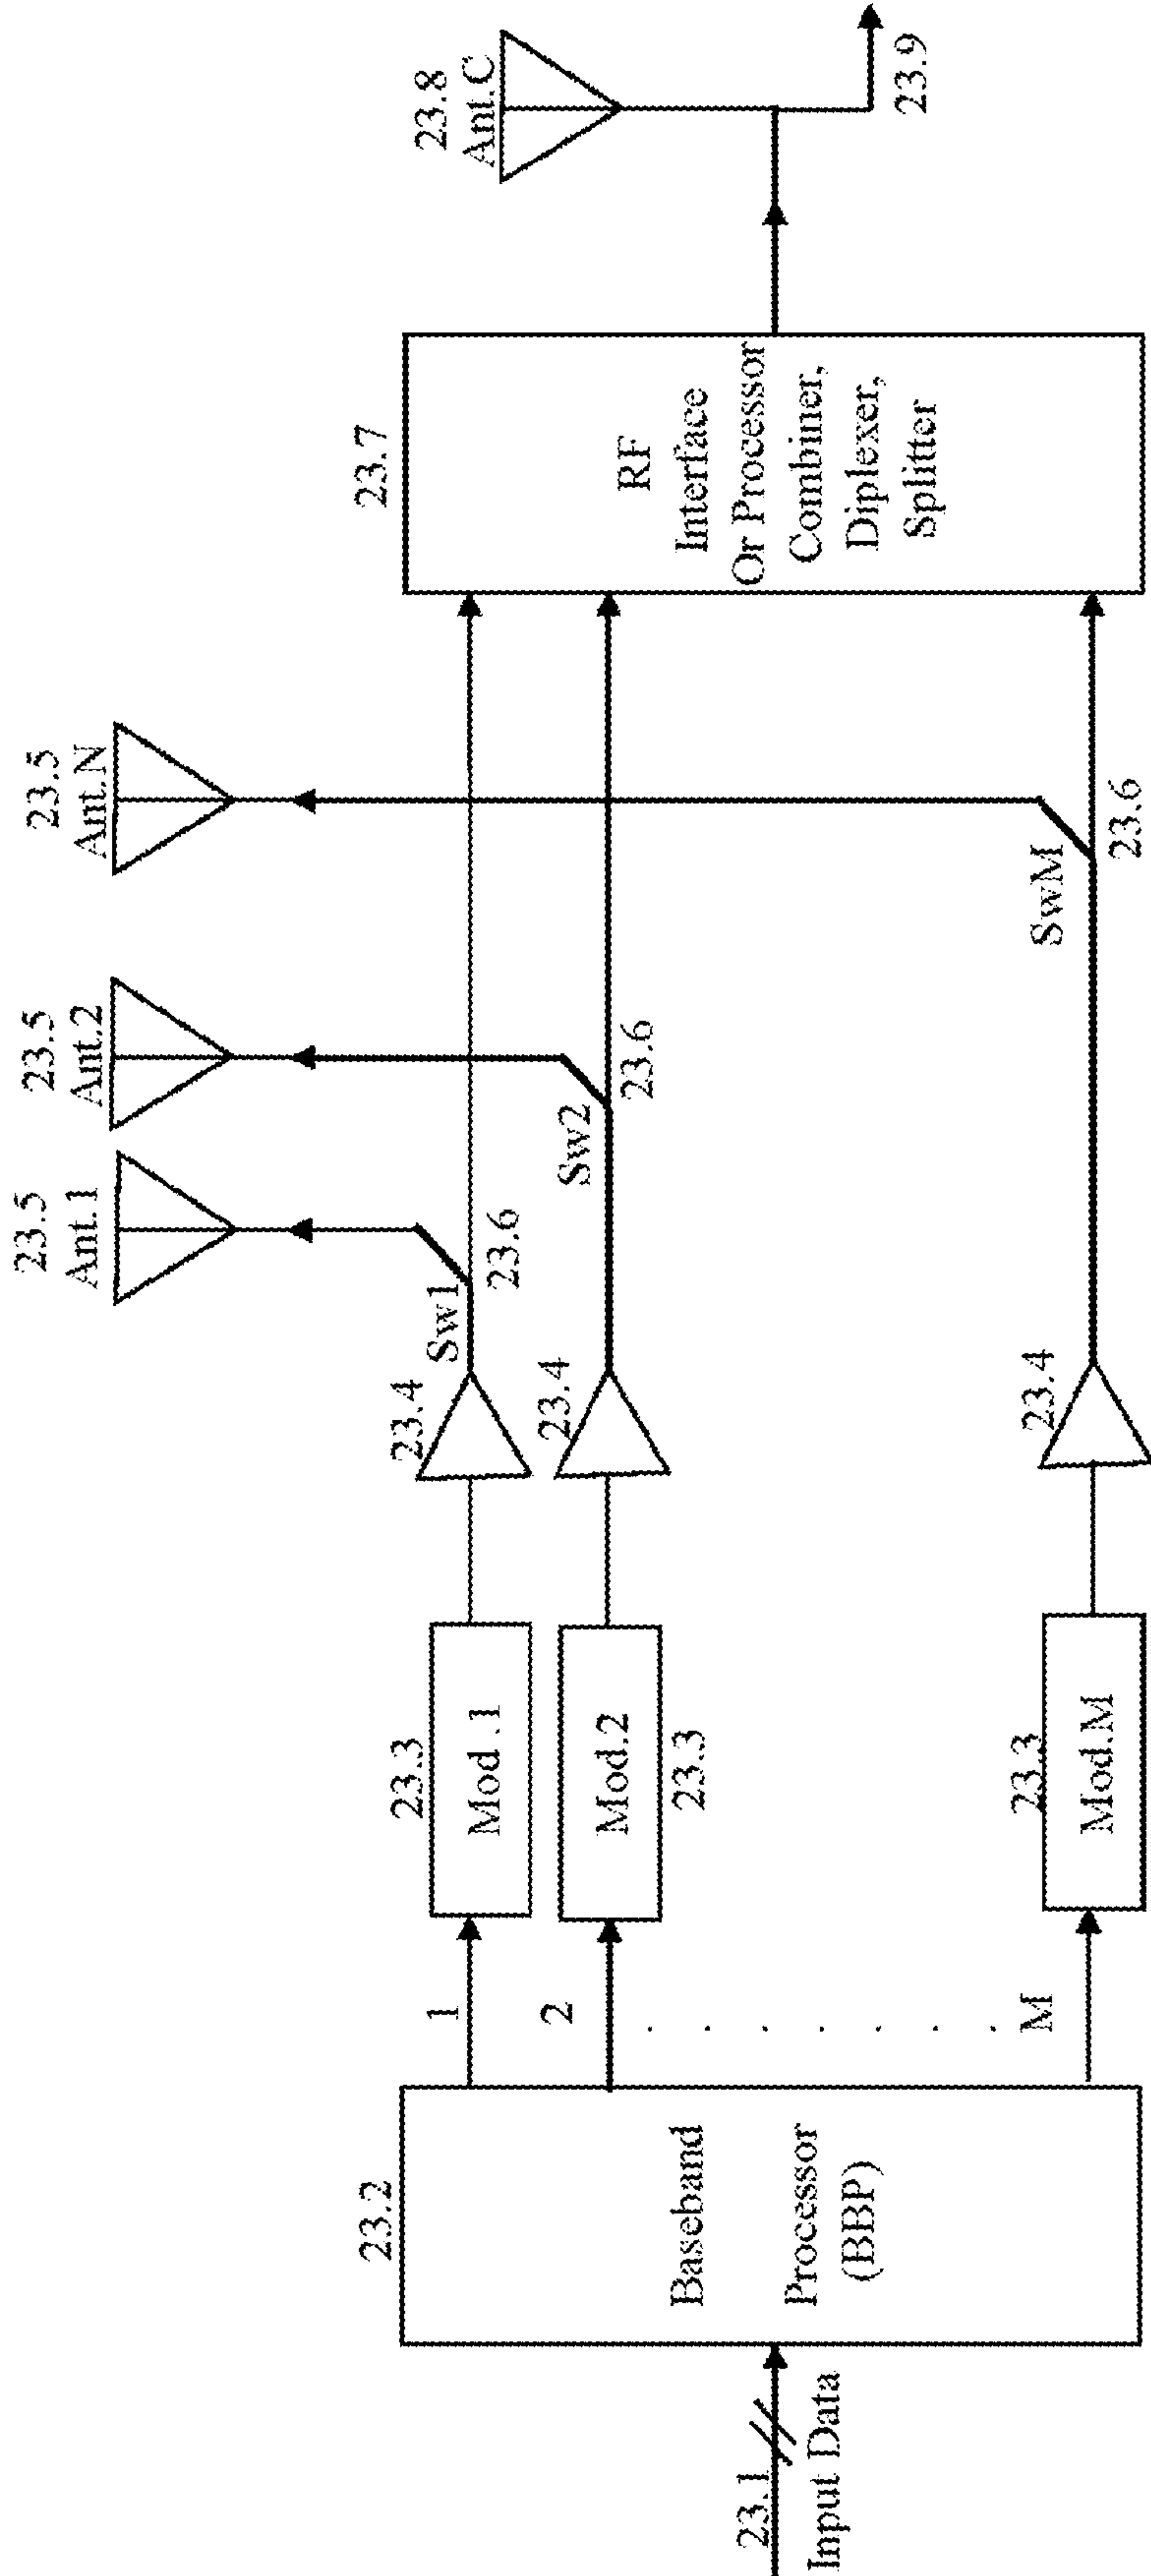 23.1
Input Data
23.2
Baseband
Processor
(BBP)
1
2
. . . . . . .
M
23.3
Mod .1
Mod.2
23.3
23.3
Mod.M
23.4
23.4
23.4
Sw1
23.6
Sw2
23.6
SwM
23.6
23.5
Ant.1
23.5
Ant.2
23.5
Ant.N
23.7
RF
Interface
Or Processor
Combiner,
Diplexer,
Splitter
23.8
Ant.C
23.9